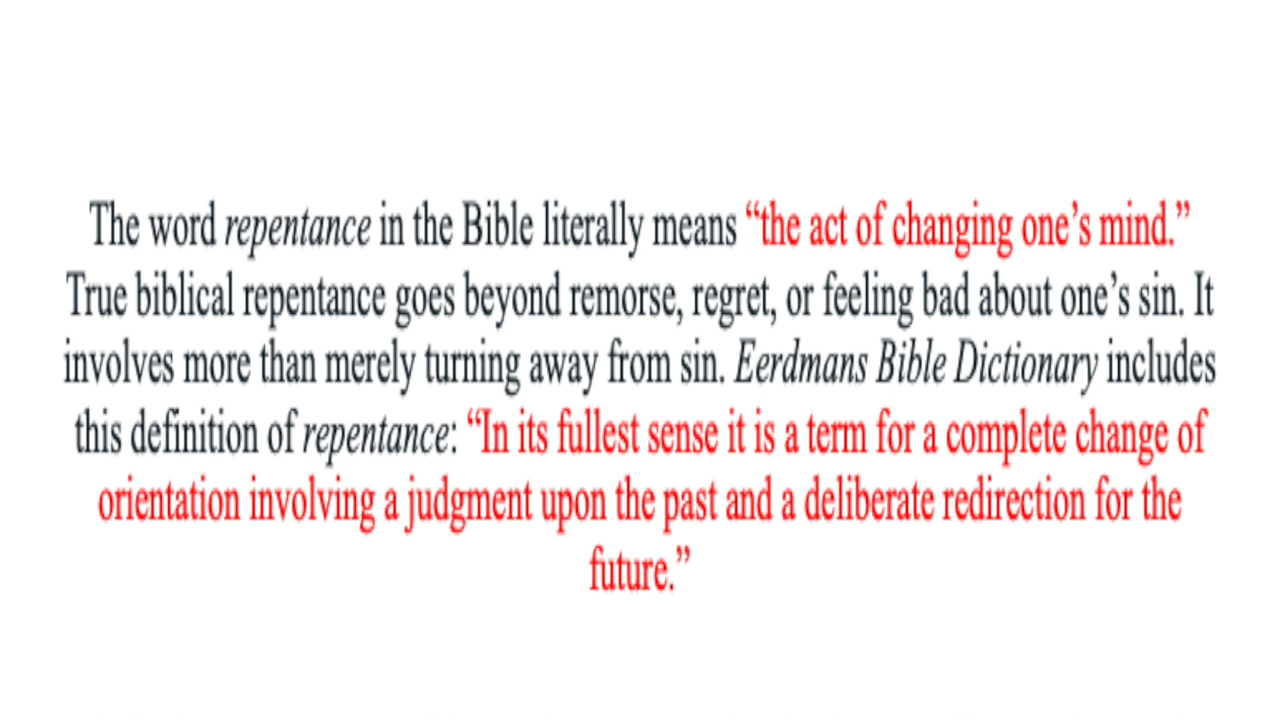 The word repentance in the Bible literally means “the act of changing one’s mind.”
True biblical repentance goes beyond remorse, regret, or feeling bad about one’s sin. It
involves more than merely turning away from sin. Eerdmans Bible Dictionary includes
this definition of repentance: “In its fullest sense it is a term for a complete change of
orientation involving a judgment upon the past and a deliberate redirection for the
future.”